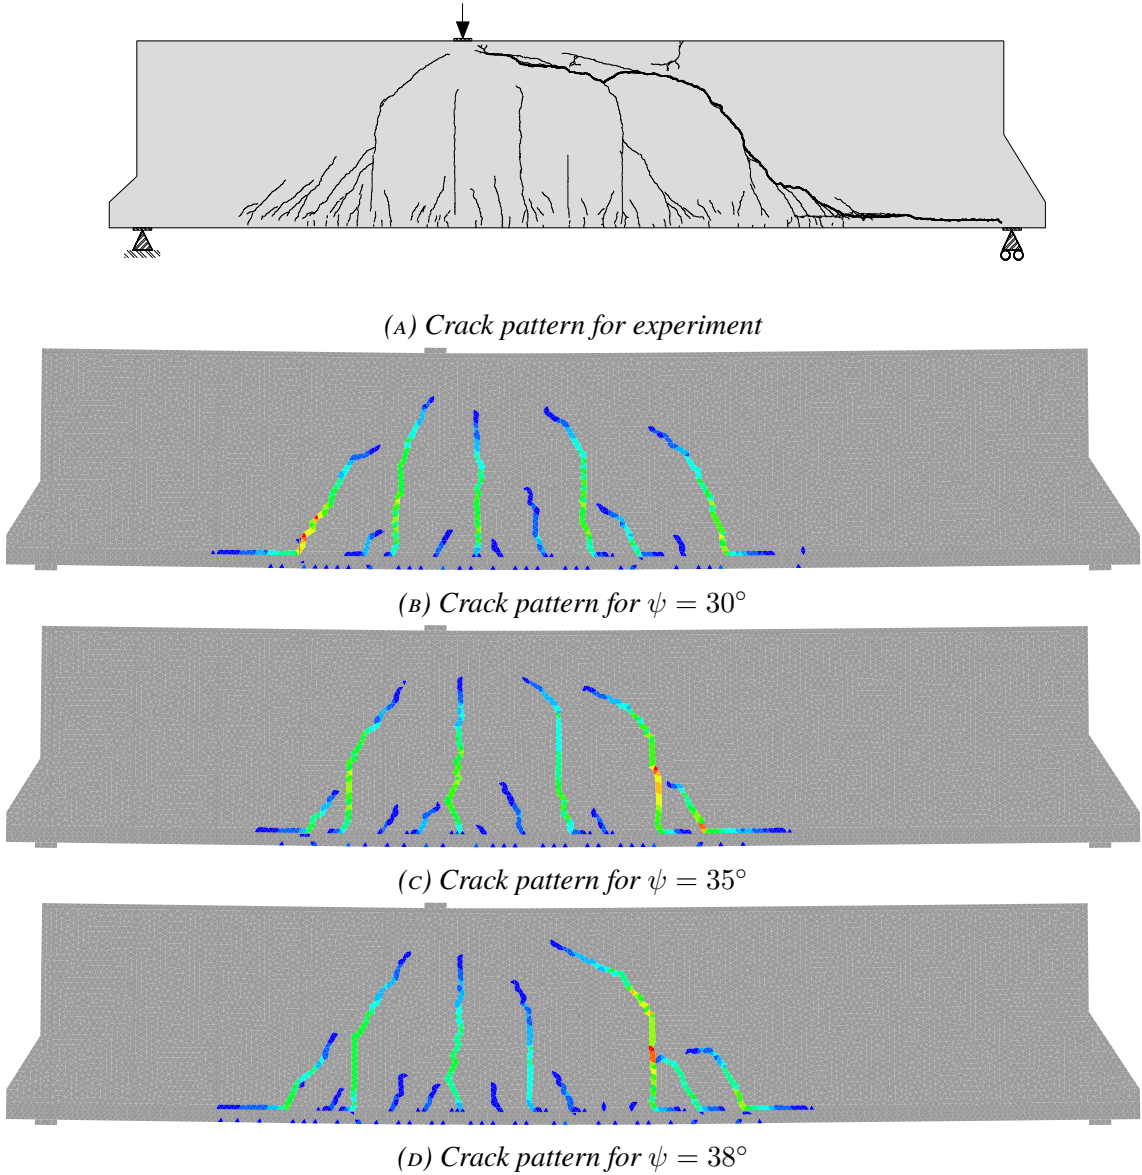 (A) Crack pattern for experiment
(B) Crack pattern for ψ = 30°
(C) Crack pattern for ψ = 35°
(D) Crack pattern for ψ = 38°